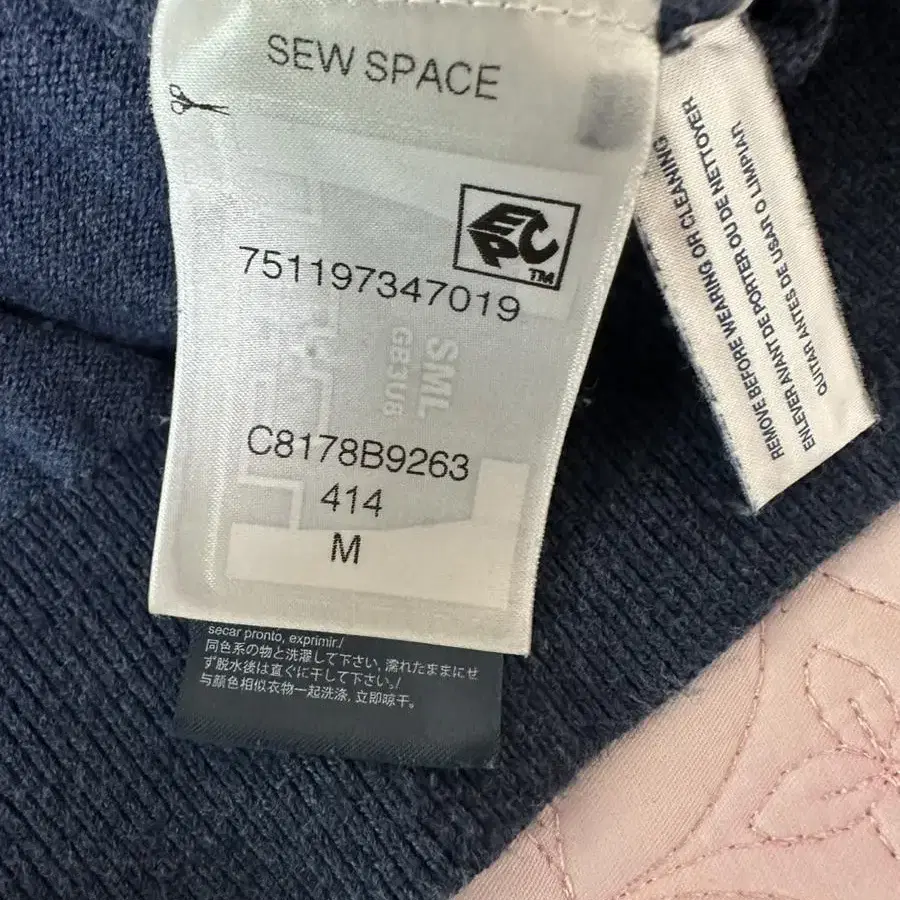 SEW SPACE
EPC™
751197347019
SML
GB3U8
C8178B9263
414
M
REMOVE BEFORE WEARING OR CLEANING
ENLEVER AVANT DE PORTER OU DE NETTOYER
QUITAR ANTES DE USAR O LIMPIAR
secar pronto, exprimir./
同色系の物と洗濯して下さい, 濡れたままにせ
ず脱水後は直ぐに干して下さい。/
与颜色相似衣物一起洗涤, 立即晾干。